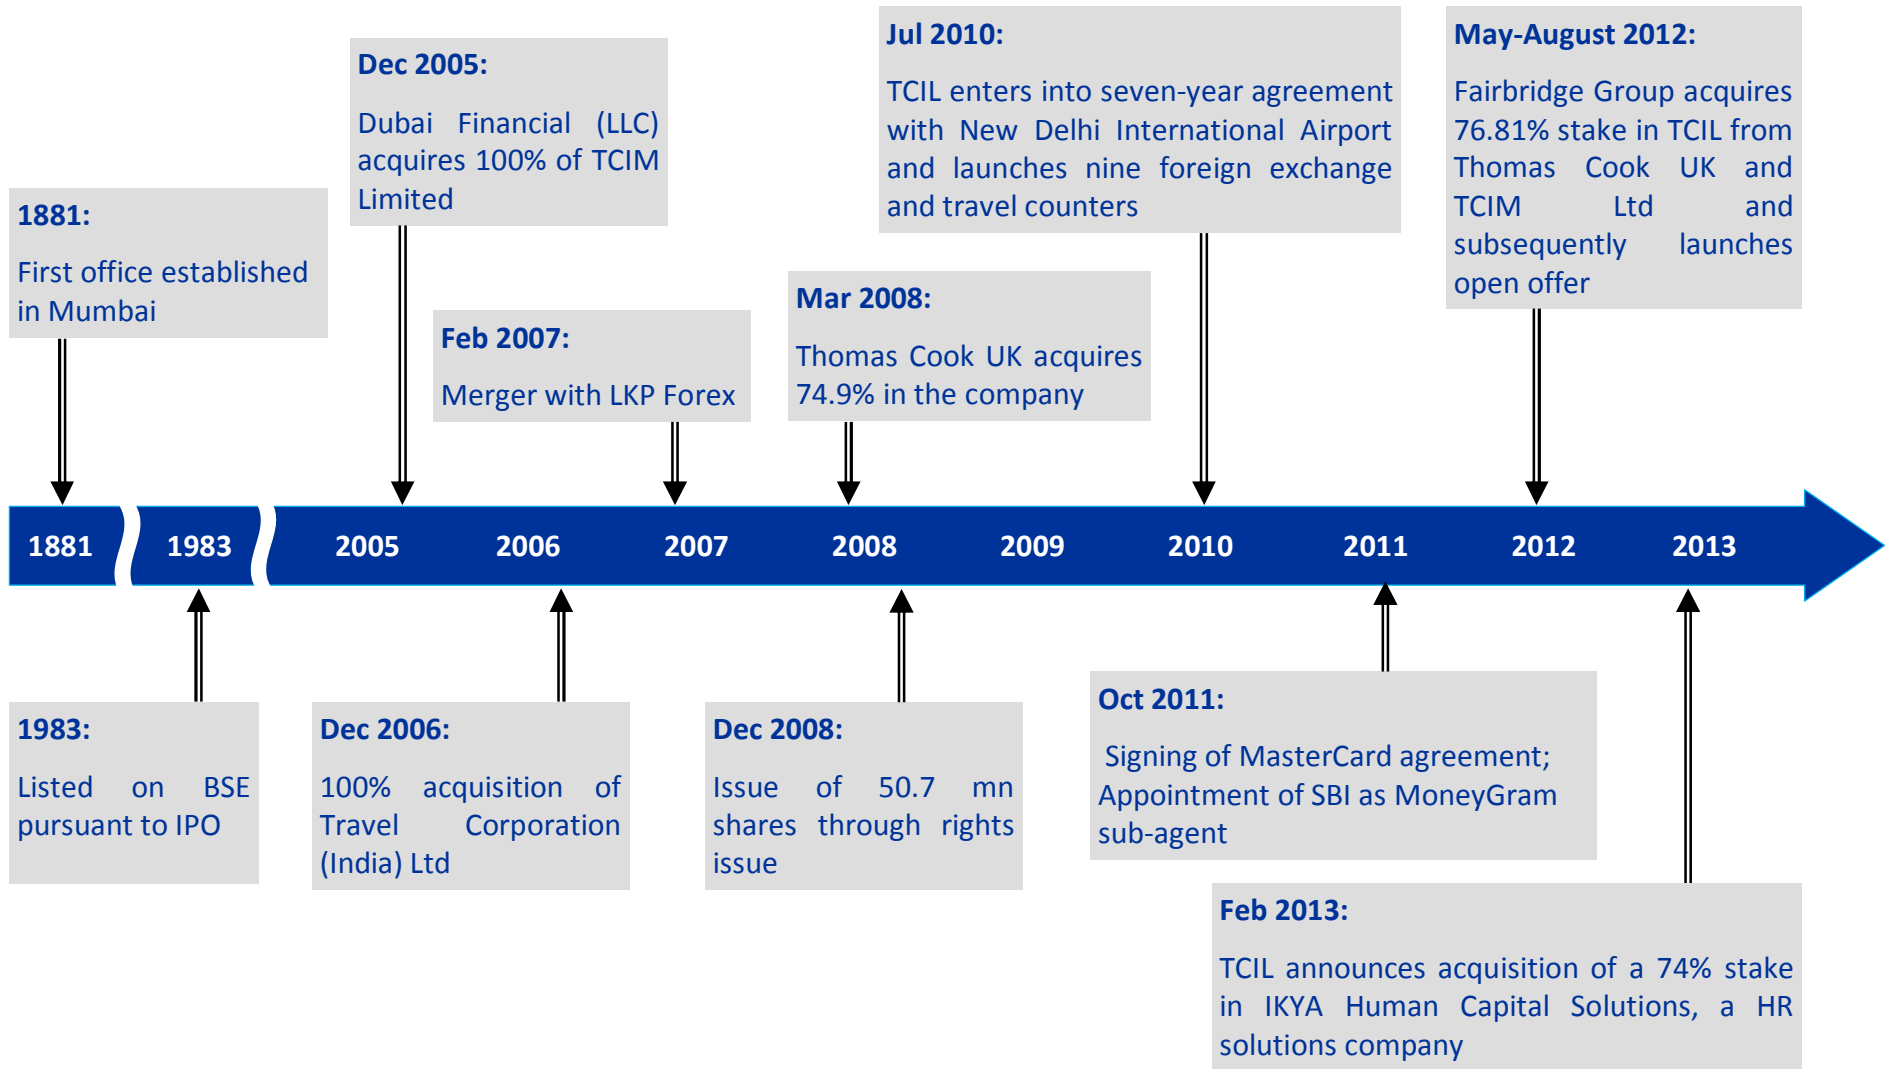 Dec 2005:
Dubai Financial (LLC)
acquires 100% of TCIM
Limited
Jul 2010:
TCIL enters into seven-year agreement
with New Delhi International Airport
and launches nine foreign exchange
and travel counters
May-August 2012:
Fairbridge Group acquires
76.81% stake in TCIL from
Thomas Cook UK and
TCIM Ltd and
subsequently launches
open offer
1881:
First office established
in Mumbai
Feb 2007:
Merger with LKP Forex
Mar 2008:
Thomas Cook UK acquires
74.9% in the company
1881 1983 2005 2006 2007 2008 2009 2010 2011 2012 2013
1983:
Listed on BSE
pursuant to IPO
Dec 2006:
100% acquisition of
Travel Corporation
(India) Ltd
Dec 2008:
Issue of 50.7 mn
shares through rights
issue
Oct 2011:
Signing of MasterCard agreement;
Appointment of SBI as MoneyGram
sub-agent
Feb 2013:
TCIL announces acquisition of a 74% stake
in IKYA Human Capital Solutions, a HR
solutions company